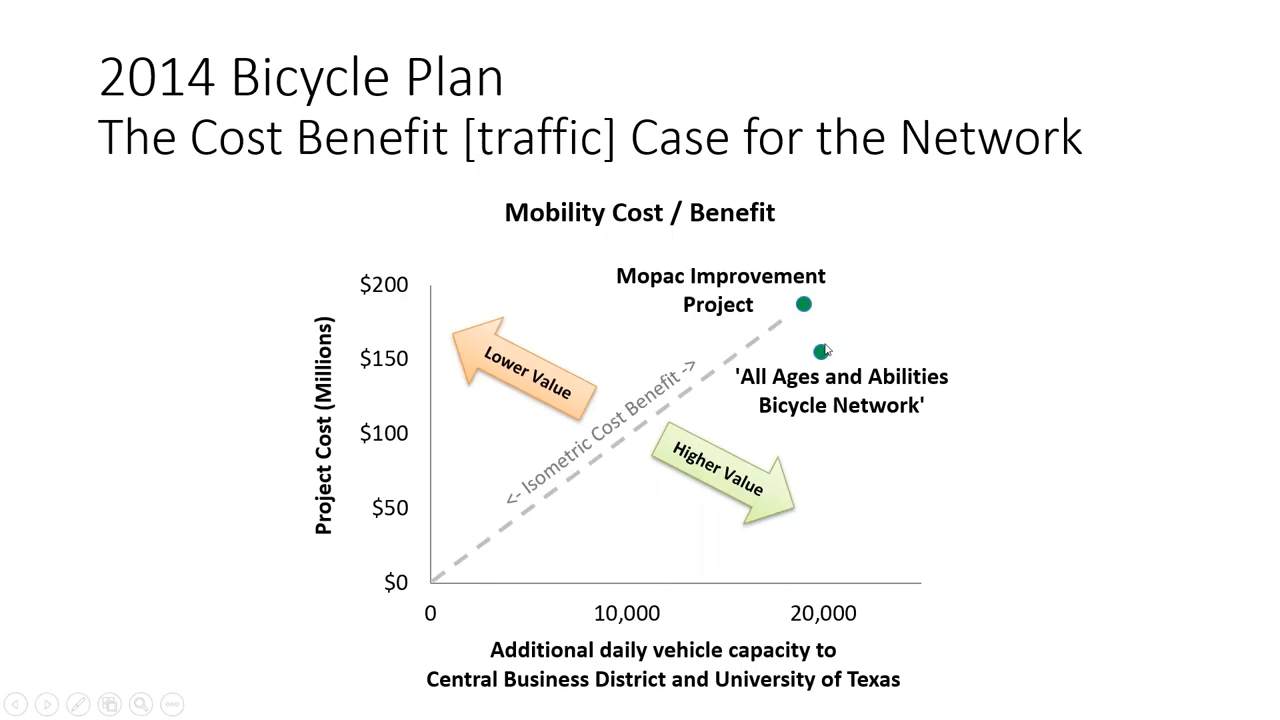 2014 Bicycle Plan
The Cost Benefit [traffic] Case for the Network
Mobility Cost / Benefit
Mopac Improvement
Project
$200
$150
$100
$50
$0
Project Cost (Millions)
Lower Value
<- Isometric Cost Benefit ->
Higher Value
'All Ages and Abilities
Bicycle Network'
0
10,000
20,000
Additional daily vehicle capacity to
Central Business District and University of Texas